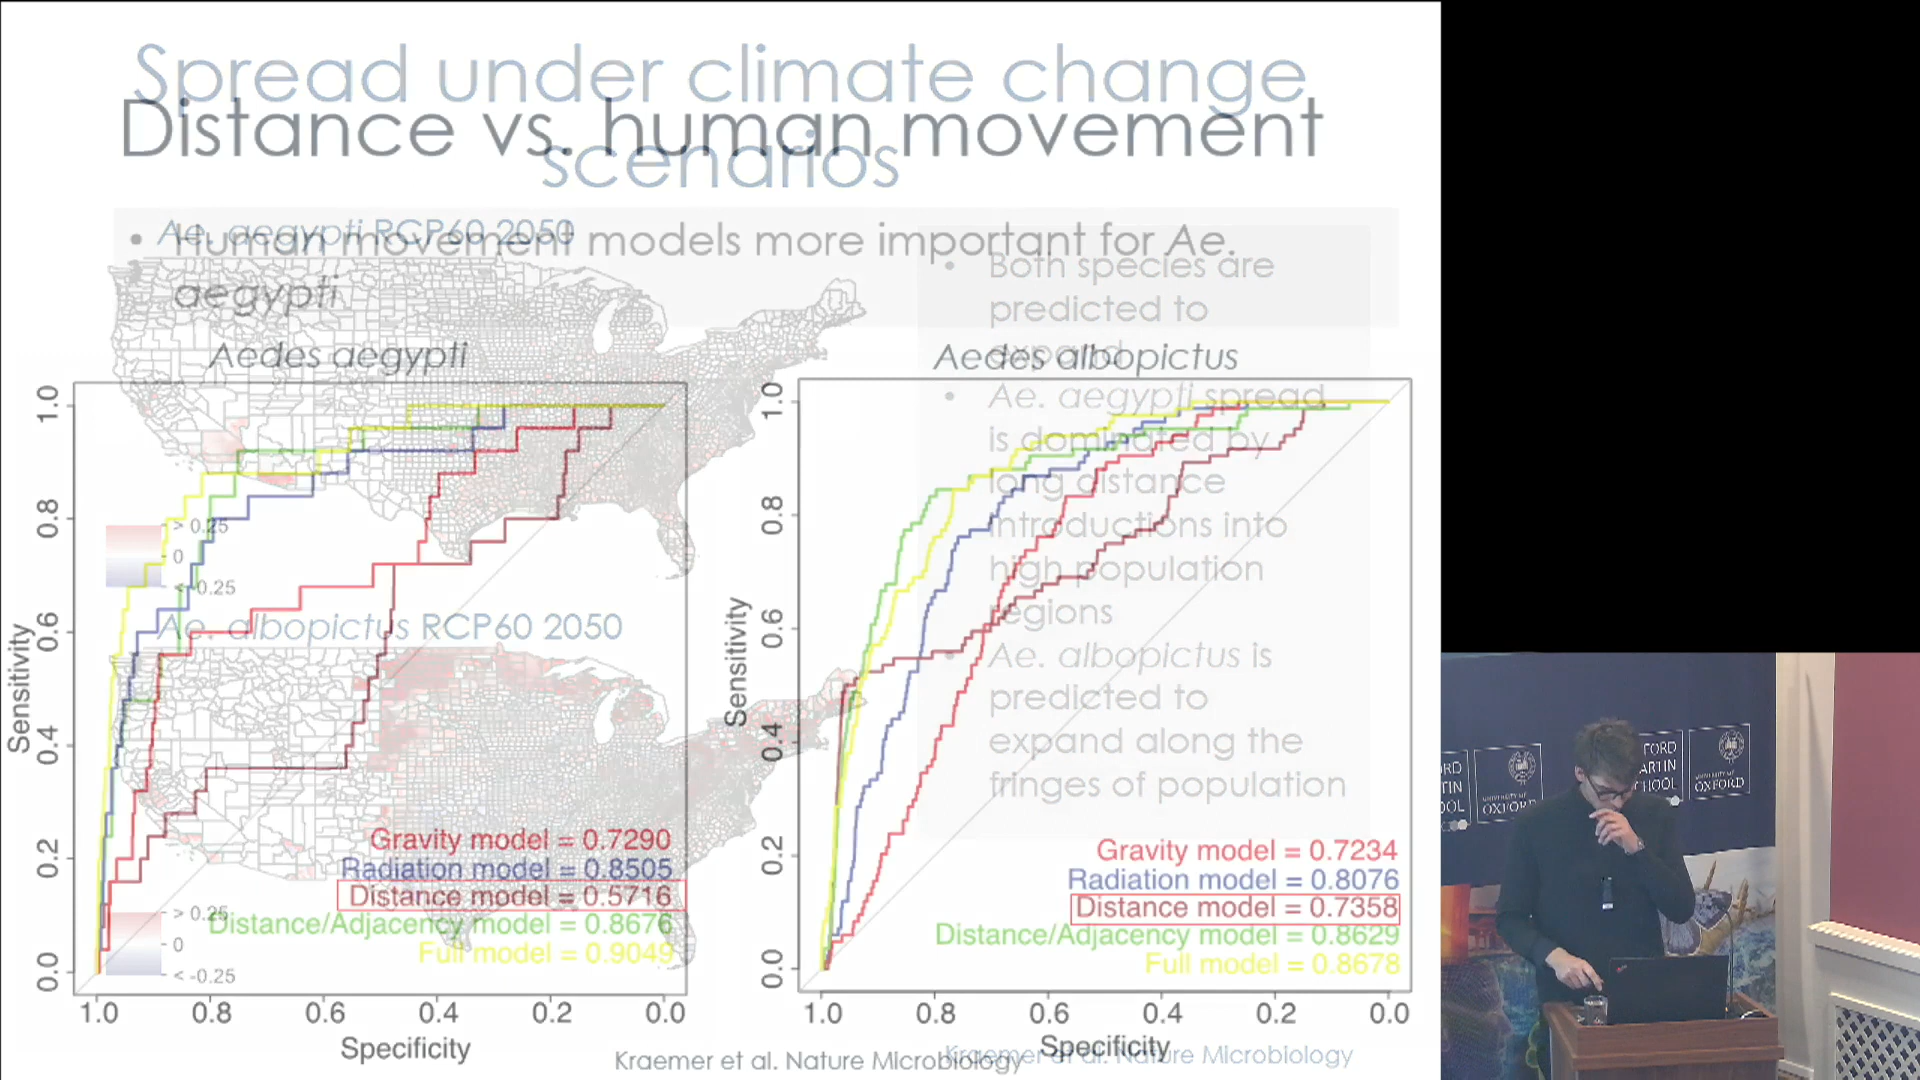 Spread under climate change
scenarios
Distance vs. human movement
• Human movement models more important for Ae.
aegypti
Ae. aegypti RCP60 2050
• Both species are
predicted to
expand
• Ae. aegypti spread
is dominated by
long distance
introductions into
high population
regions
• Ae. albopictus is
predicted to
expand along the
fringes of population
Aedes aegypti
Sensitivity
1.0
0.8
0.6
0.4
0.2
0.0
1.0 0.8 0.6 0.4 0.2 0.0
Specificity
> 0.25
0
< -0.25
Ae. albopictus RCP60 2050
> 0.25
0
< -0.25
Gravity model = 0.7290
Radiation model = 0.8505
Distance model = 0.5716
Distance/Adjacency model = 0.8676
Full model = 0.9049
Aedes albopictus
Sensitivity
1.0
0.8
0.6
0.4
0.2
0.0
1.0 0.8 0.6 0.4 0.2 0.0
Specificity
Gravity model = 0.7234
Radiation model = 0.8076
Distance model = 0.7358
Distance/Adjacency model = 0.8629
Full model = 0.8678
Kraemer et al. Nature Microbiology
Kraemer et al. Nature Microbiology
UNIVERSITY OF
OXFORD
UNIVERSITY OF
OXFORD